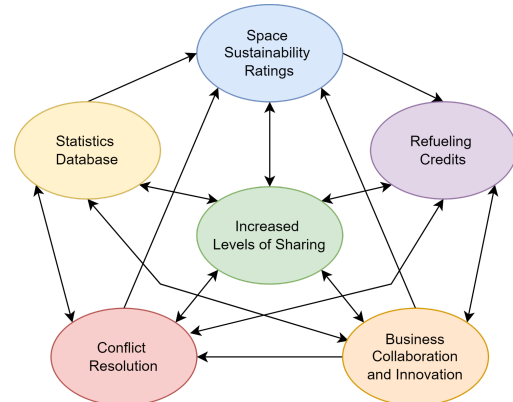 Space
Sustainability
Ratings
Statistics
Database
Refueling
Credits
Increased
Levels of Sharing
Conflict
Resolution
Business
Collaboration
and Innovation